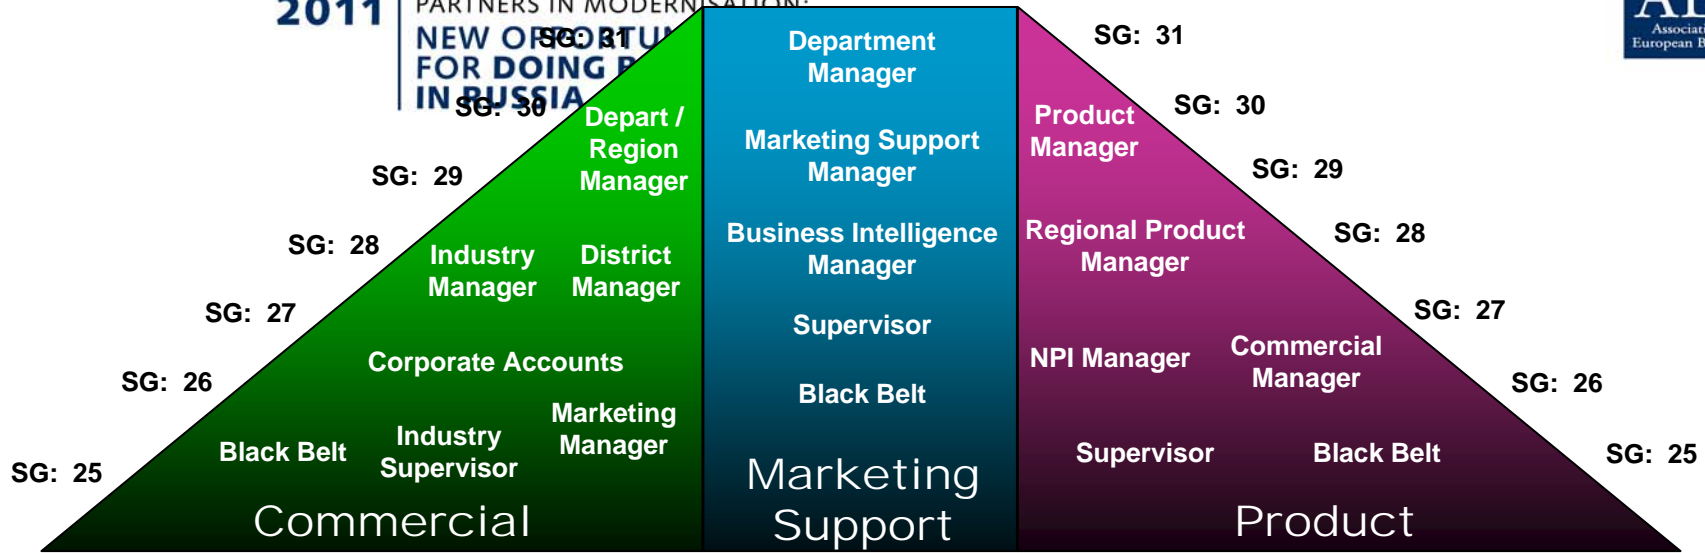 2011
PARTNERS IN MODERNISATION:
NEW OPPORTU
FOR DOING B
IN RUSSIA
Associati
European B
SG: 31
SG: 30
SG: 29
SG: 28
SG: 27
SG: 26
SG: 25
Depart /
Region
Manager
Industry
Manager
District
Manager
Corporate Accounts
Marketing
Manager
Black Belt
Industry
Supervisor
Commercial
Department
Manager
Marketing Support
Manager
Business Intelligence
Manager
Supervisor
Black Belt
Marketing
Support
Product
Manager
Regional Product
Manager
NPI Manager
Commercial
Manager
Supervisor
Black Belt
Product
SG: 31
SG: 30
SG: 29
SG: 28
SG: 27
SG: 26
SG: 25